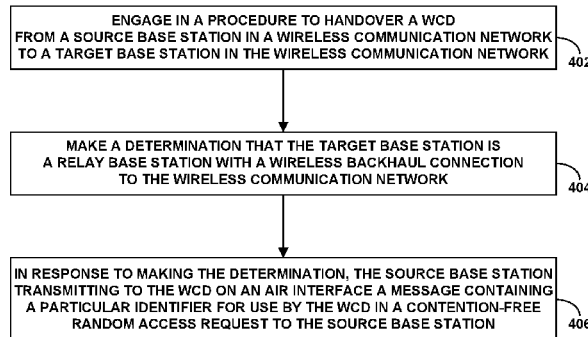 ENGAGE IN A PROCEDURE TO HANDOVER A WCD
FROM A SOURCE BASE STATION IN A WIRELESS COMMUNICATION NETWORK
TO A TARGET BASE STATION IN THE WIRELESS COMMUNICATION NETWORK
402
MAKE A DETERMINATION THAT THE TARGET BASE STATION IS
A RELAY BASE STATION WITH A WIRELESS BACKHAUL CONNECTION
TO THE WIRELESS COMMUNICATION NETWORK
404
IN RESPONSE TO MAKING THE DETERMINATION, THE SOURCE BASE STATION
TRANSMITTING TO THE WCD ON AN AIR INTERFACE A MESSAGE CONTAINING
A PARTICULAR IDENTIFIER FOR USE BY THE WCD IN A CONTENTION-FREE
RANDOM ACCESS REQUEST TO THE SOURCE BASE STATION
406